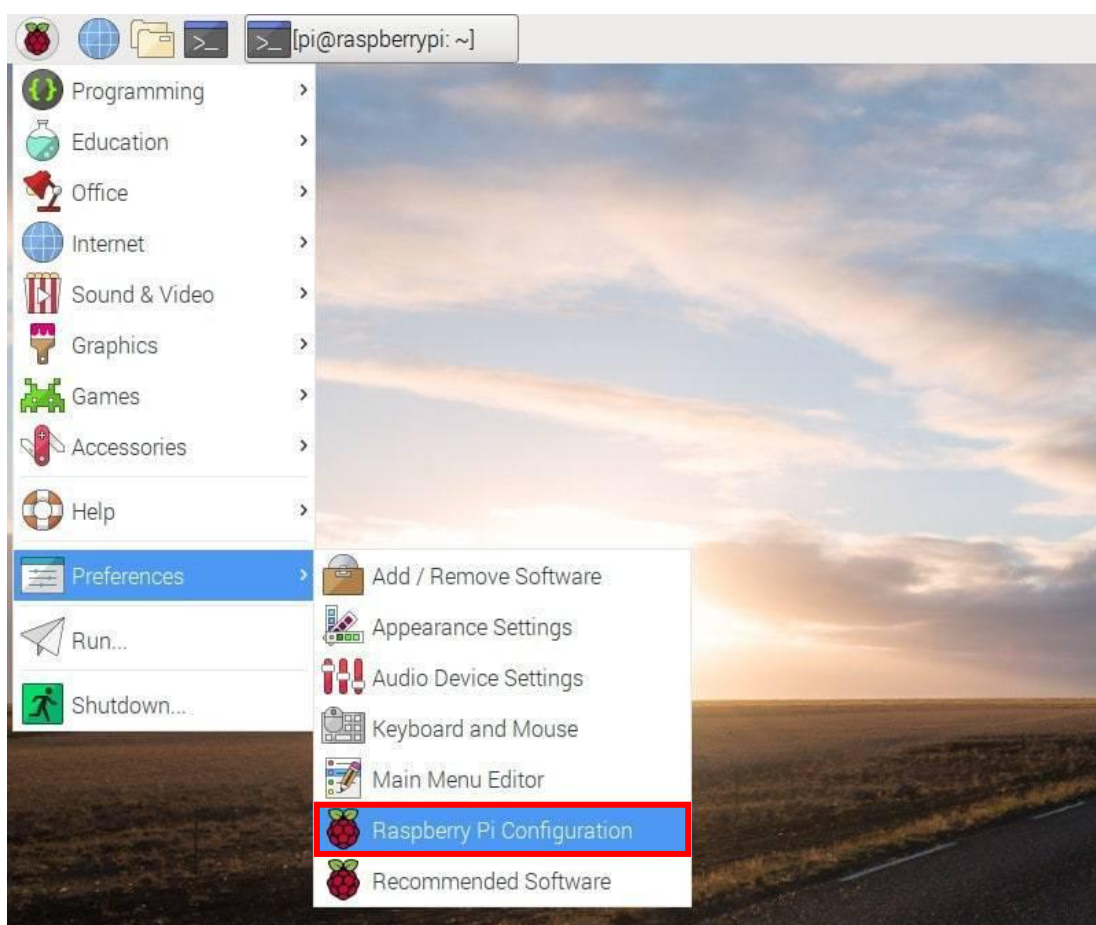 [pi@raspberrypi: ~]
Programming
Education
Office
Internet
Sound & Video
Graphics
Games
Accessories
Help
Preferences
Run...
Shutdown...
Add / Remove Software
Appearance Settings
Audio Device Settings
Keyboard and Mouse
Main Menu Editor
Raspberry Pi Configuration
Recommended Software